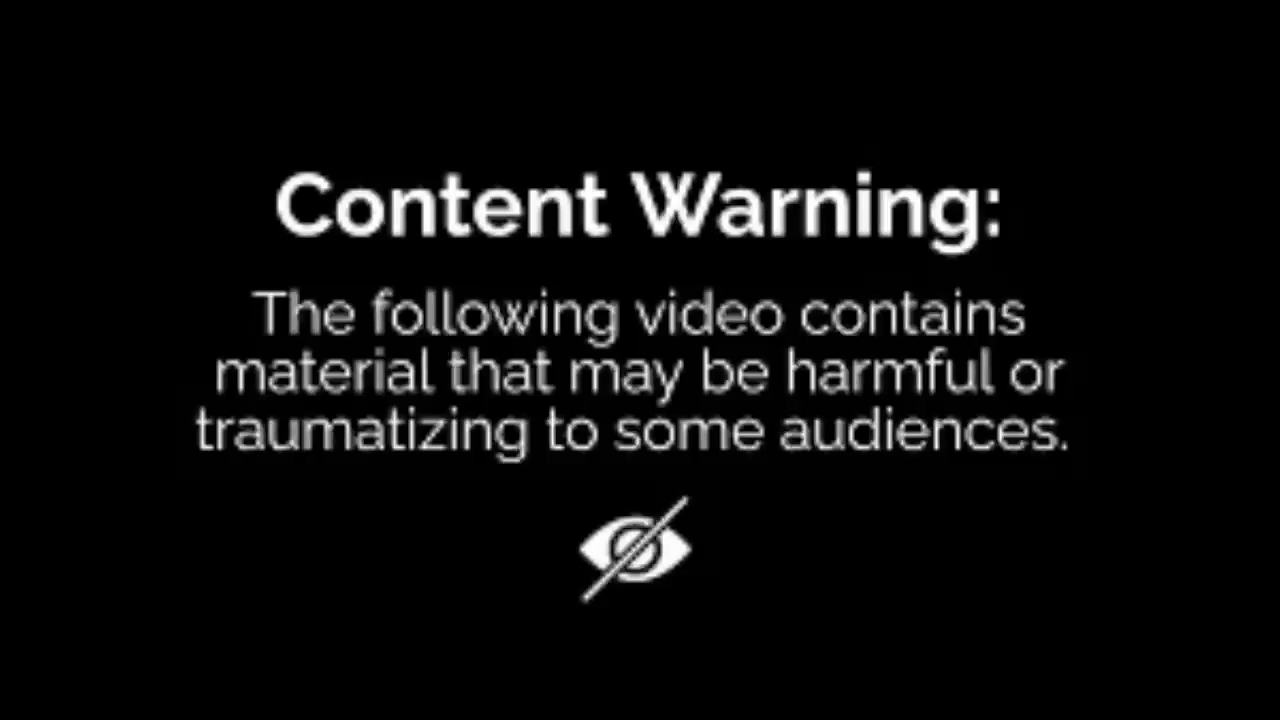 Content Warning:
The following video contains
material that may be harmful or
traumatizing to some audiences.